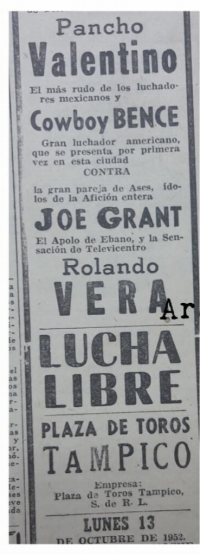 Pancho
Valentino
El más rudo de los luchado-
res mexicanos y
Cowboy BENCE
Gran luchador americano,
que se presenta por primera
vez en esta ciudad
CONTRA
la gran pareja de Ases, ído-
los de la Afición entera
JOE GRANT
El Apolo de Ebano, y la Sen-
sación de Televicentro
Rolando
VERA
Ar
LUCHA
LIBRE
PLAZA DE TOROS
TAMPICO
Empresa:
Plaza de Toros Tampico,
S. de R. L.
LUNES 13
DE OCTUBRE DE 1952.